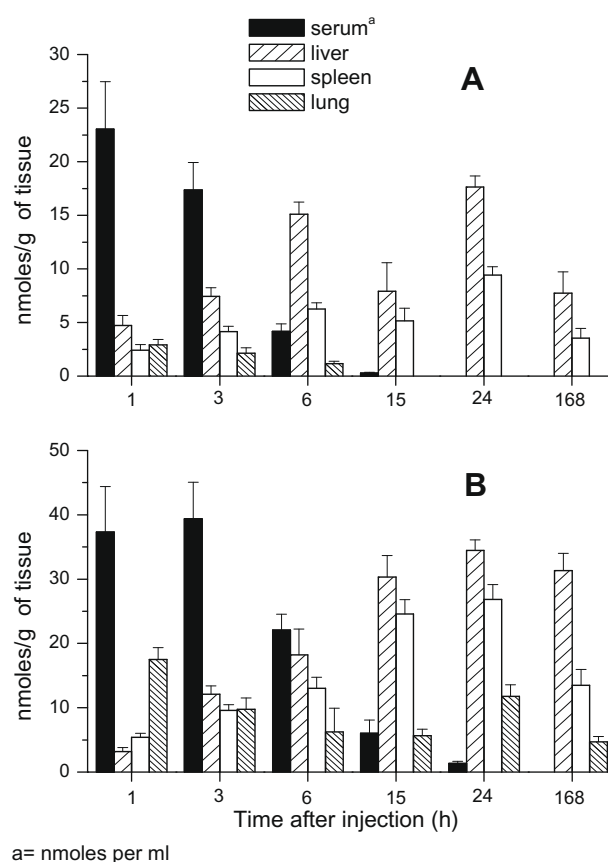 serumᵃ
liver
spleen
lung
A
30
25
20
15
10
5
0
nmoles/g of tissue
1 3 6 15 24 168
B
50
40
30
20
10
0
nmoles/g of tissue
1 3 6 15 24 168
Time after injection (h)
a= nmoles per ml